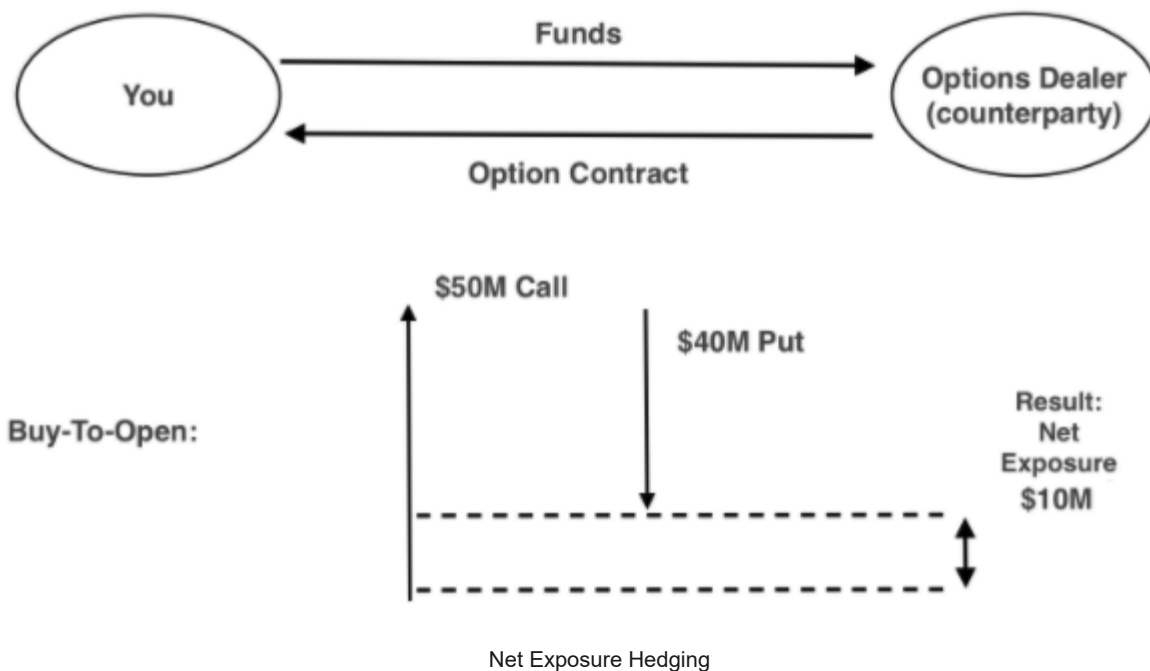 Funds
You
Options Dealer
(counterparty)
Option Contract
$50M Call
$40M Put
Buy-To-Open:
Result:
Net
Exposure
$10M
Net Exposure Hedging